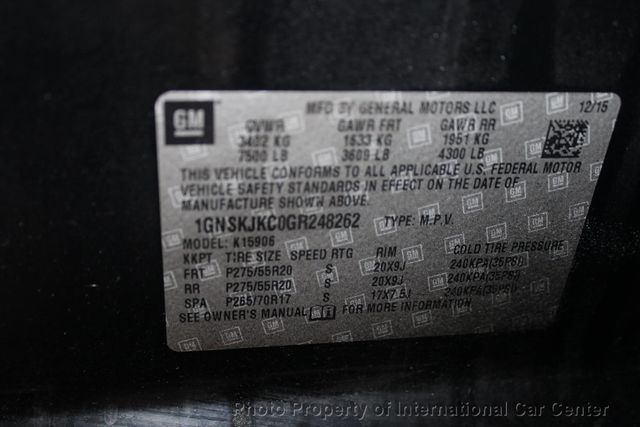 GM MFD BY GENERAL MOTORS LLC 12/15
GVWR GAWR FRT GAWR RR
3402 KG 1633 KG 1951 KG
7500 LB 3600 LB 4300 LB
THIS VEHICLE CONFORMS TO ALL APPLICABLE U.S. FEDERAL MOTOR
VEHICLE SAFETY STANDARDS IN EFFECT ON THE DATE OF
MANUFACTURE SHOWN ABOVE.
1GNSKJKC0GR248262 TYPE: M.P.V.
MODEL: K15906
KKPT TIRE SIZE SPEED RTG RIM COLD TIRE PRESSURE
FRT P275/55R20 S 20X9J 240KPA(35PSI)
RR P275/55R20 S 20X9J 240KPA(35PSI)
SPA P265/70R17 S 17X7.5J 240KPA(35PSI)
SEE OWNER'S MANUAL FOR MORE INFORMATION
Photo Property of International Car Center